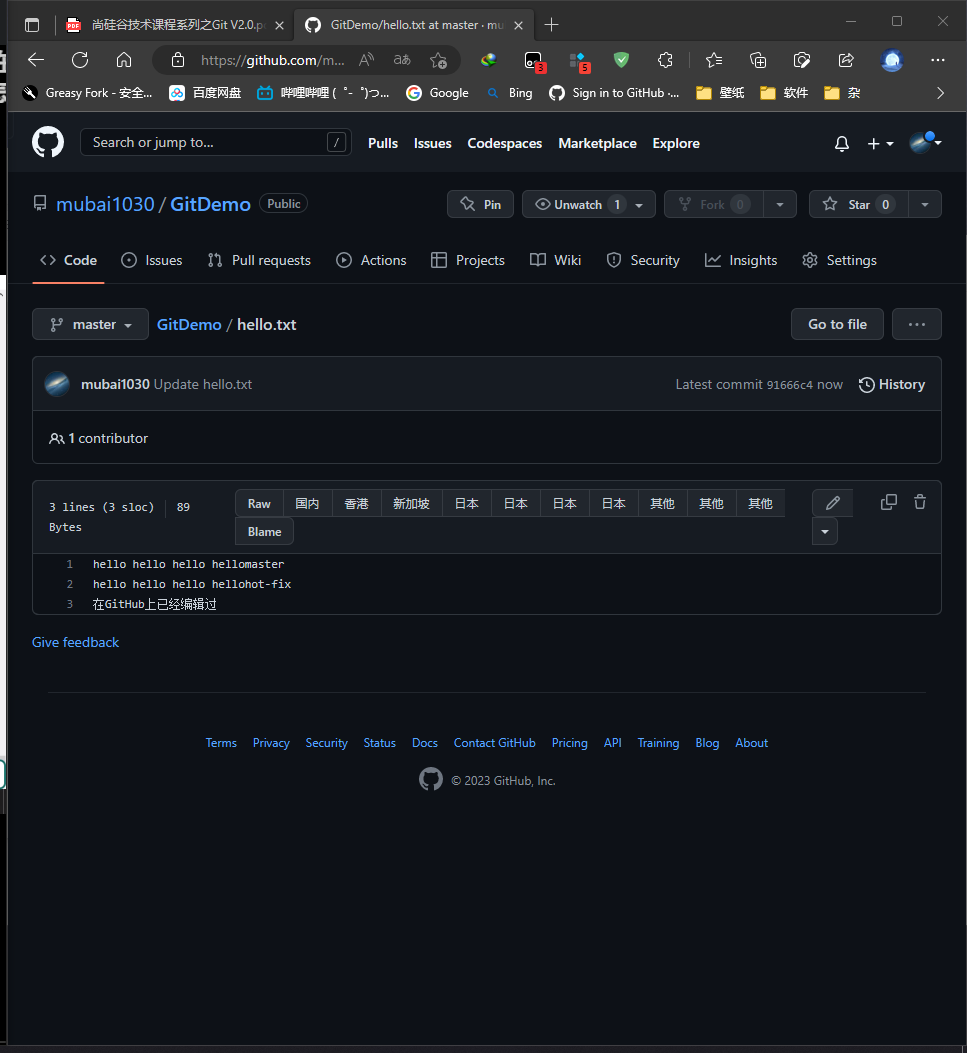 尚硅谷技术课程系列之Git V2.0.p
GitDemo/hello.txt at master · mu
https://github.com/m...
3
5
Greasy Fork - 安全...
百度网盘
哔哩哔哩 ( ゜- ゜)つ...
Google
Bing
Sign in to GitHub ·...
壁纸
软件
杂
Search or jump to...
/
Pulls
Issues
Codespaces
Marketplace
Explore
mubai1030 / GitDemo
Public
Pin
Unwatch 1
Fork 0
Star 0
Code
Issues
Pull requests
Actions
Projects
Wiki
Security
Insights
Settings
master
GitDemo / hello.txt
Go to file
mubai1030 Update hello.txt
Latest commit 91666c4 now
History
1 contributor
3 lines (3 sloc)
89
Bytes
Raw
国内
香港
新加坡
日本
日本
日本
日本
其他
其他
其他
Blame
1 hello hello hello hellomaster
2 hello hello hello hellohot-fix
3 在GitHub上已经编辑过
Give feedback
Terms
Privacy
Security
Status
Docs
Contact GitHub
Pricing
API
Training
Blog
About
© 2023 GitHub, Inc.